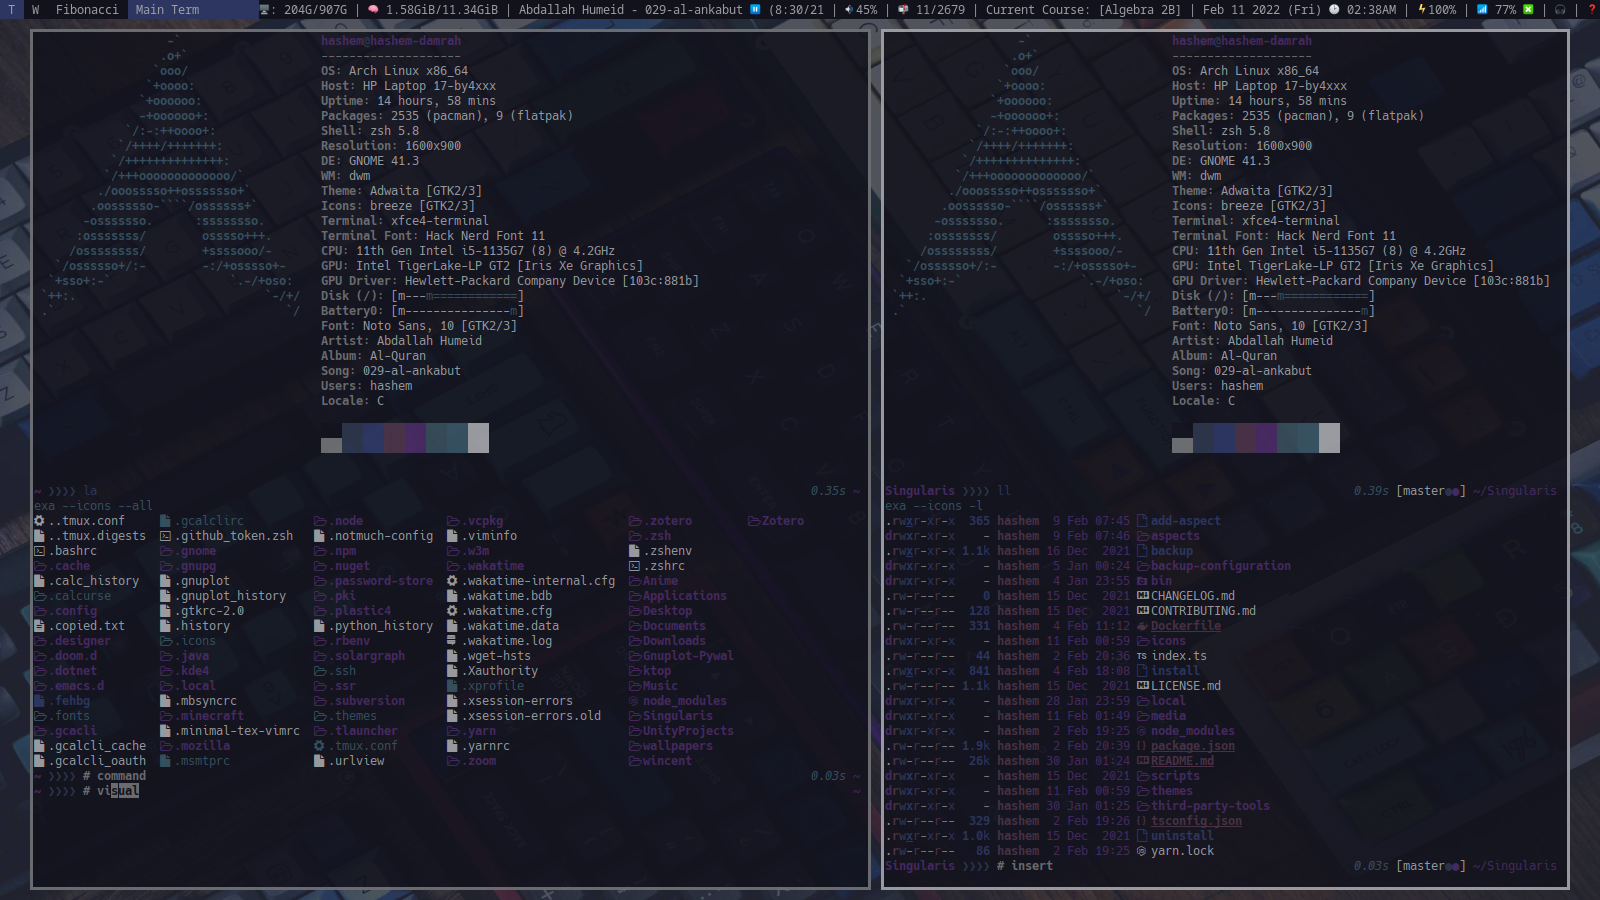 T W Fibonacci Main Term : 204G/907G | 1.58GiB/11.34GiB | Abdallah Humeid - 029-al-ankabut (8:30/21 | 45% | 11/2679 | Current Course: [Algebra 2B] | Feb 11 2022 (Fri) 02:38AM | 100% | 77% | | ?
hashem@hashem-damrah
--------------------
OS: Arch Linux x86_64
Host: HP Laptop 17-by4xxx
Uptime: 14 hours, 58 mins
Packages: 2535 (pacman), 9 (flatpak)
Shell: zsh 5.8
Resolution: 1600x900
DE: GNOME 41.3
WM: dwm
Theme: Adwaita [GTK2/3]
Icons: breeze [GTK2/3]
Terminal: xfce4-terminal
Terminal Font: Hack Nerd Font 11
CPU: 11th Gen Intel i5-1135G7 (8) @ 4.2GHz
GPU: Intel TigerLake-LP GT2 [Iris Xe Graphics]
GPU Driver: Hewlett-Packard Company Device [103c:881b]
Disk (/): [m---m============]
Battery0: [m---------------m]
Font: Noto Sans, 10 [GTK2/3]
Artist: Abdallah Humeid
Album: Al-Quran
Song: 029-al-ankabut
Users: hashem
Locale: C
~ ❯❯❯❯ la 0.35s ~
exa --icons --all
..tmux.conf .gcalclirc .node .vcpkg .zotero Zotero
..tmux.digests .github_token.zsh .notmuch-config .viminfo .zsh
.bashrc .gnome .npm .w3m .zshenv
.cache .gnupg .nuget .wakatime .zshrc
.calc_history .gnuplot .password-store .wakatime-internal.cfg Anime
.calcurse .gnuplot_history .pki .wakatime.bdb Applications
.config .gtkrc-2.0 .plastic4 .wakatime.cfg Desktop
.copied.txt .history .python_history .wakatime.data Documents
.designer .icons .rbenv .wakatime.log Downloads
.doom.d .java .solargraph .wget-hsts Gnuplot-Pywal
.dotnet .kde4 .ssh .Xauthority ktop
.emacs.d .local .ssr .xprofile Music
.fehbg .mbsyncrc .subversion .xsession-errors node_modules
.fonts .minecraft .themes .xsession-errors.old Singularis
.gcacli .minimal-tex-vimrc .tlauncher .yarn UnityProjects
.gcalcli_cache .mozilla .tmux.conf .yarnrc wallpapers
.gcalcli_oauth .msmtprc .urlview .zoom wincent
~ ❯❯❯❯ # command 0.03s ~
~ ❯❯❯❯ # visual ~
hashem@hashem-damrah
--------------------
OS: Arch Linux x86_64
Host: HP Laptop 17-by4xxx
Uptime: 14 hours, 58 mins
Packages: 2535 (pacman), 9 (flatpak)
Shell: zsh 5.8
Resolution: 1600x900
DE: GNOME 41.3
WM: dwm
Theme: Adwaita [GTK2/3]
Icons: breeze [GTK2/3]
Terminal: xfce4-terminal
Terminal Font: Hack Nerd Font 11
CPU: 11th Gen Intel i5-1135G7 (8) @ 4.2GHz
GPU: Intel TigerLake-LP GT2 [Iris Xe Graphics]
GPU Driver: Hewlett-Packard Company Device [103c:881b]
Disk (/): [m---m============]
Battery0: [m---------------m]
Font: Noto Sans, 10 [GTK2/3]
Artist: Abdallah Humeid
Album: Al-Quran
Song: 029-al-ankabut
Users: hashem
Locale: C
Singularis ❯❯❯❯ ll 0.39s [master●●] ~/Singularis
exa --icons -l
.rwxr-xr-x 365 hashem 9 Feb 07:45 add-aspect
drwxr-xr-x - hashem 9 Feb 07:46 aspects
.rwxr-xr-x 1.1k hashem 16 Dec 2021 backup
drwxr-xr-x - hashem 5 Jan 00:24 backup-configuration
drwxr-xr-x - hashem 4 Jan 23:55 bin
.rw-r--r-- 0 hashem 15 Dec 2021 CHANGELOG.md
.rw-r--r-- 128 hashem 15 Dec 2021 CONTRIBUTING.md
.rw-r--r-- 331 hashem 4 Feb 11:12 Dockerfile
drwxr-xr-x - hashem 11 Feb 00:59 icons
.rw-r--r-- 44 hashem 2 Feb 20:36 index.ts
.rwxr-xr-x 841 hashem 4 Feb 18:08 install
.rw-r--r-- 1.1k hashem 15 Dec 2021 LICENSE.md
drwxr-xr-x - hashem 28 Jan 23:59 local
drwxr-xr-x - hashem 11 Feb 01:49 media
drwxr-xr-x - hashem 2 Feb 19:25 node_modules
.rw-r--r-- 1.9k hashem 2 Feb 20:39 package.json
.rw-r--r-- 26k hashem 30 Jan 01:24 README.md
drwxr-xr-x - hashem 15 Dec 2021 scripts
drwxr-xr-x - hashem 11 Feb 00:59 themes
drwxr-xr-x - hashem 30 Jan 01:25 third-party-tools
.rw-r--r-- 329 hashem 2 Feb 19:26 tsconfig.json
.rwxr-xr-x 1.0k hashem 15 Dec 2021 uninstall
.rw-r--r-- 86 hashem 2 Feb 19:25 yarn.lock
Singularis ❯❯❯❯ # insert 0.03s [master●●] ~/Singularis